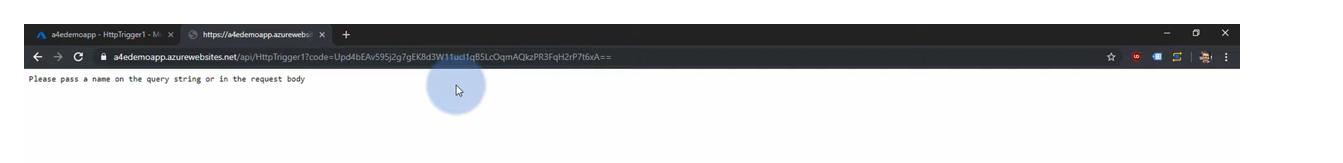 a4edemoapp - HttpTrigger1 - M
https://a4edemoapp.azurewebsi
a4edemoapp.azurewebsites.net/api/HttpTrigger1?code=Upd4bEAv595j2g7gEK8d3W11ucl1qB5LcOqmAQkzPR3FqH2rP7t6xA==
Please pass a name on the query string or in the request body